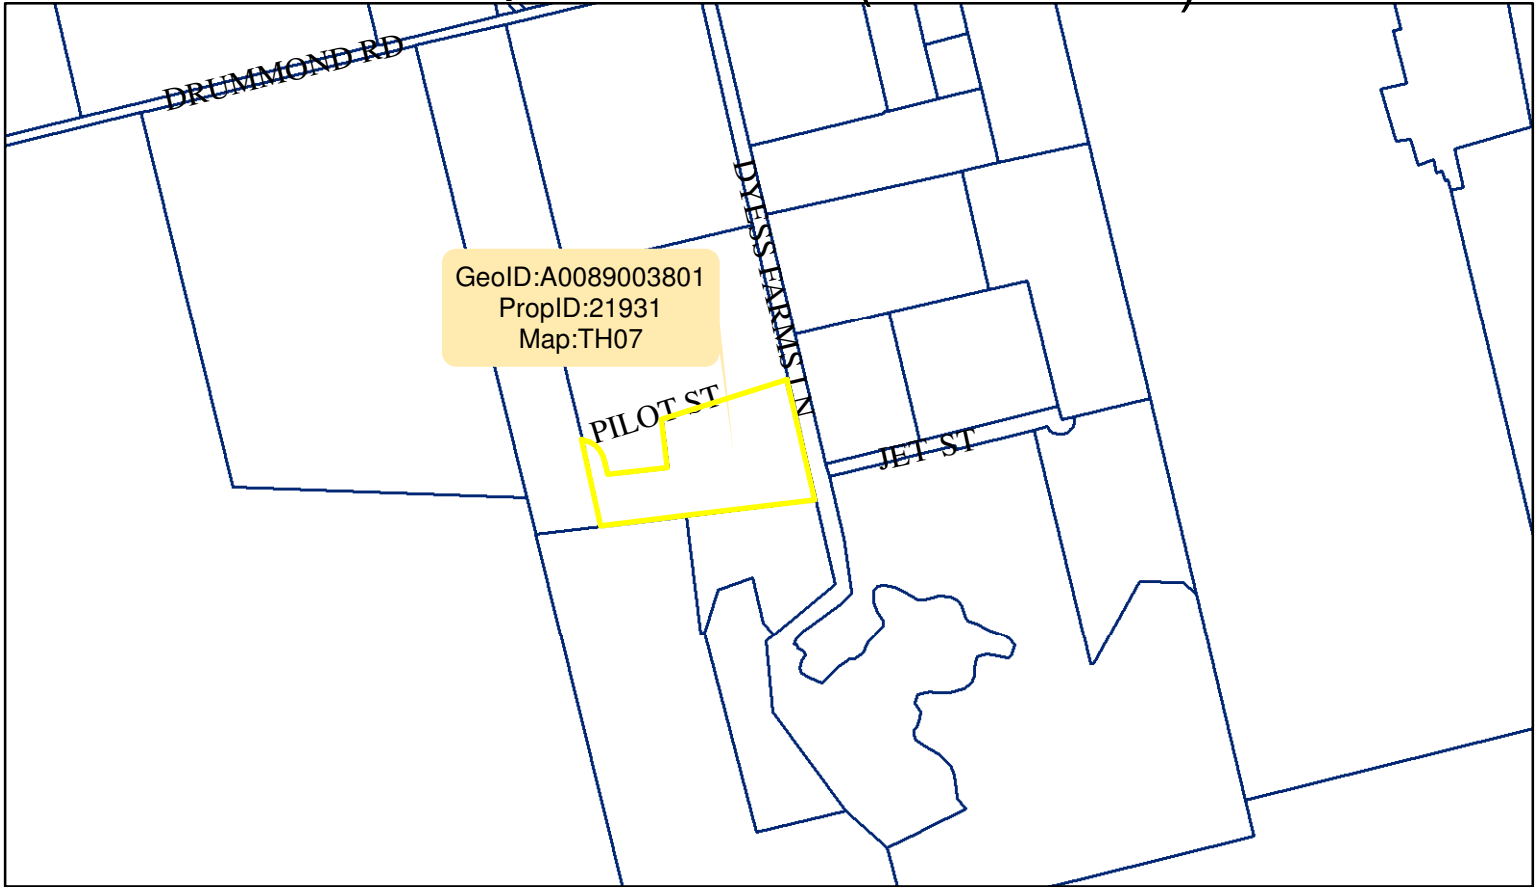 DRUMMOND RD
DYESS FARMS LN
GeoID:A0089003801
PropID:21931
Map:TH07
PILOT ST
JET ST